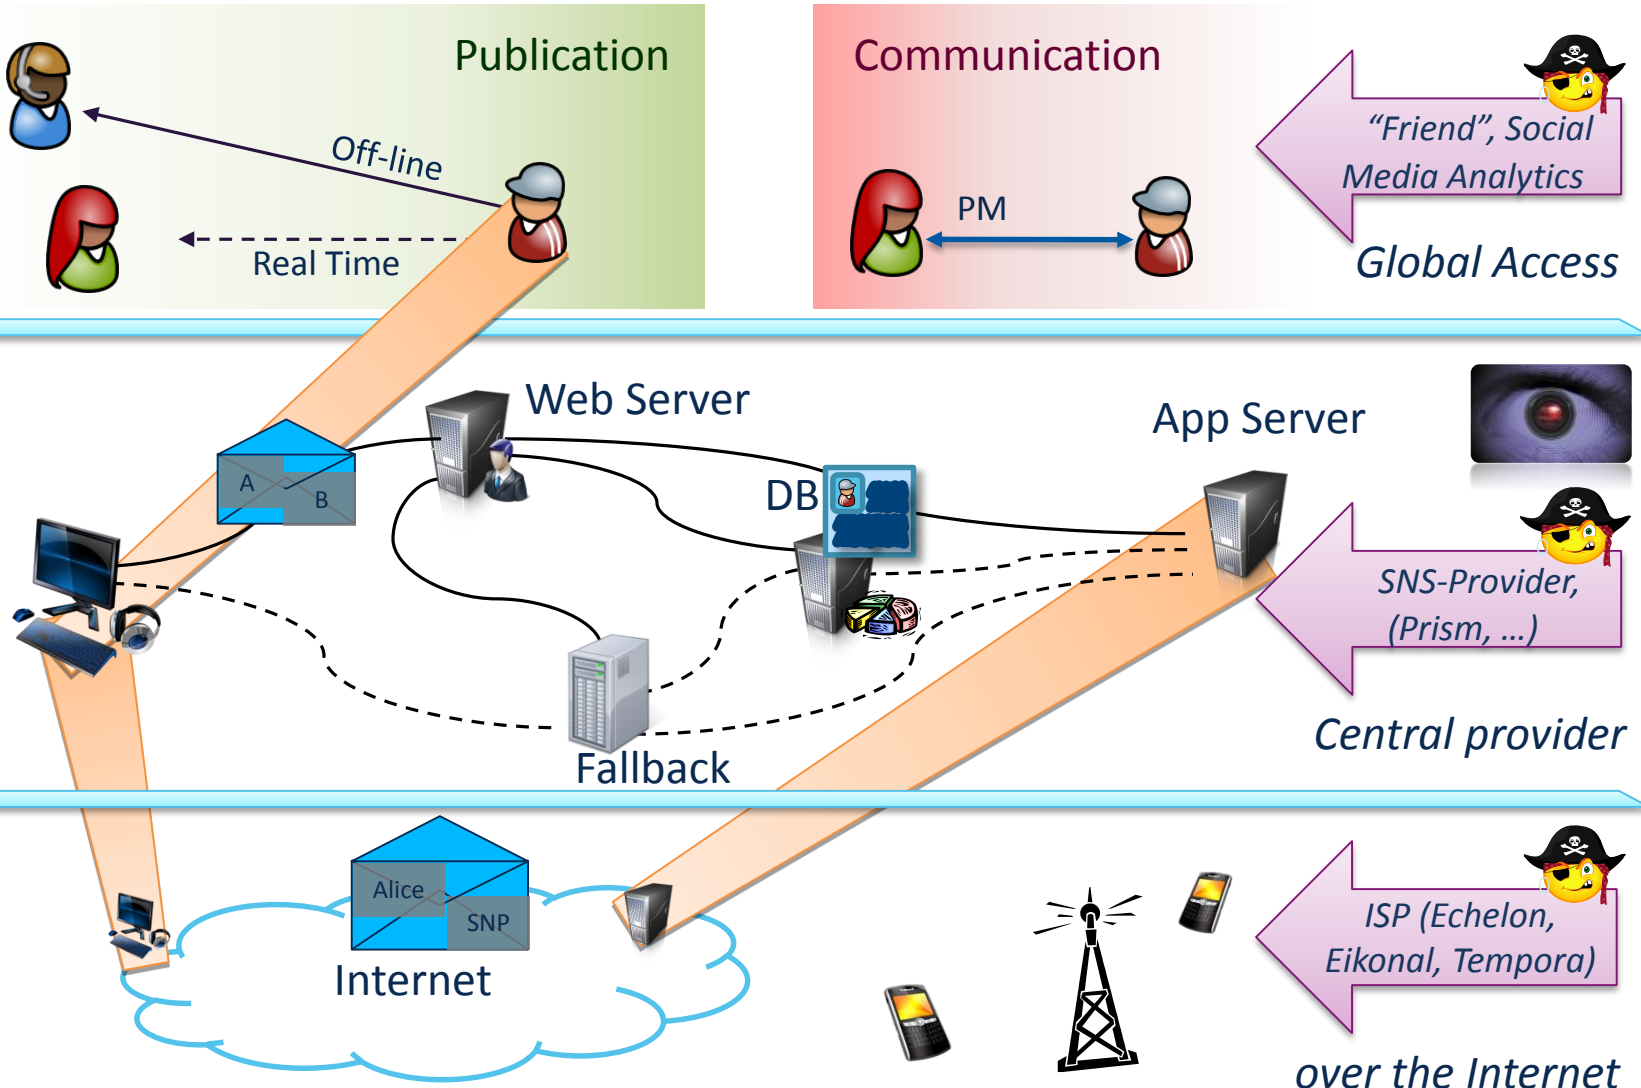 Publication
Communication
Off-line
Real Time
PM
“Friend”, Social
Media Analytics
Global Access
Web Server
App Server
A
B
DB
SNS-Provider,
(Prism, ...)
Fallback
Central provider
Alice
SNP
Internet
ISP (Echelon,
Eikonal, Tempora)
over the Internet